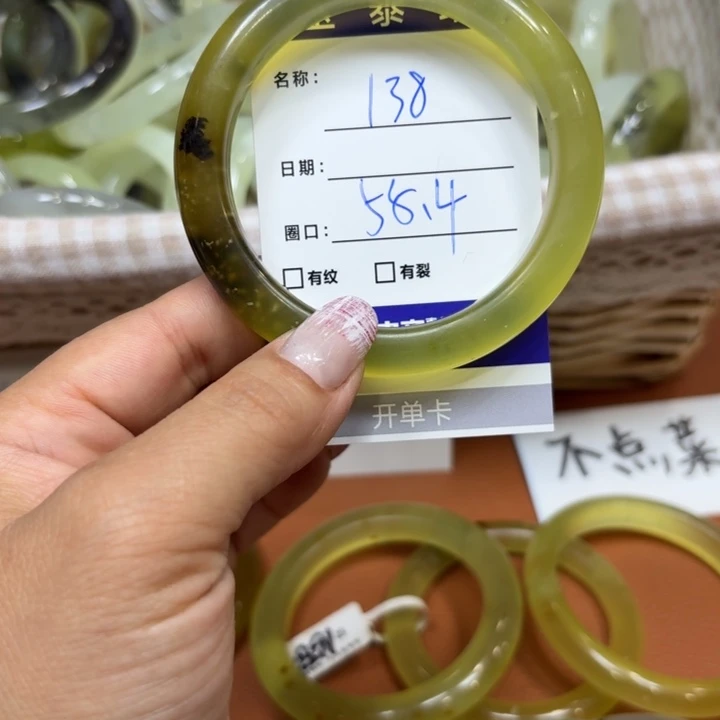 泰
名称: 138
日期:
圈口: 58.4
□有纹 □有裂
开单卡
不点菜